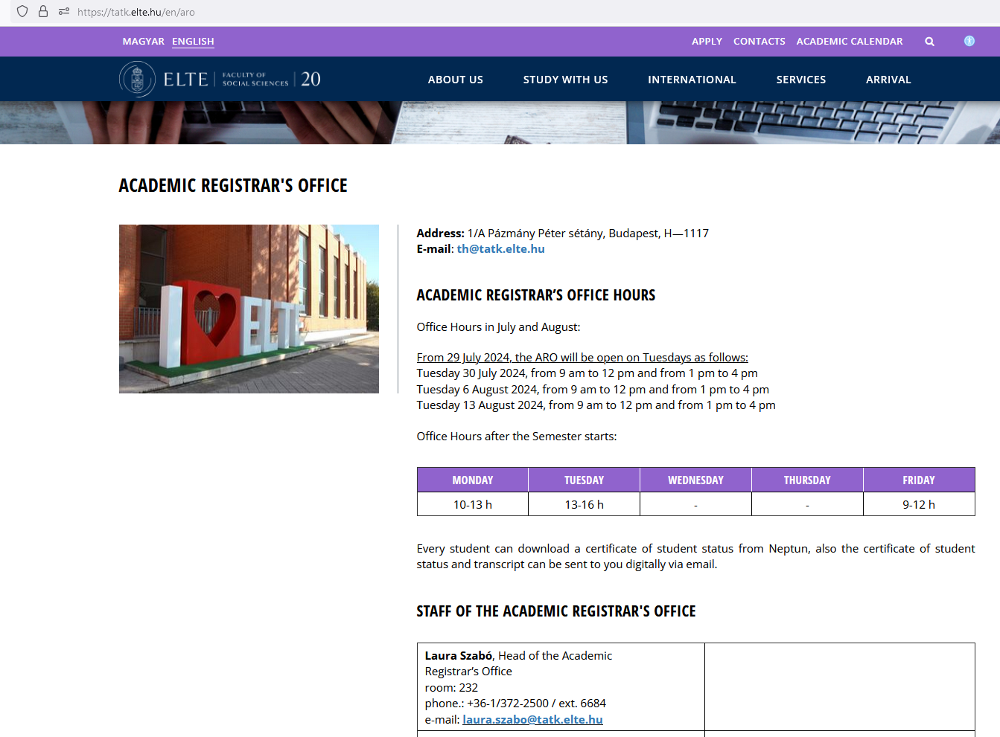 https://tatk.elte.hu/en/aro
MAGYAR ENGLISH
APPLY CONTACTS ACADEMIC CALENDAR
ELTE | FACULTY OF SOCIAL SCIENCES | 20
ABOUT US STUDY WITH US INTERNATIONAL SERVICES ARRIVAL
ACADEMIC REGISTRAR'S OFFICE
I ELTE
Address: 1/A Pázmány Péter sétány, Budapest, H—1117
E-mail: th@tatk.elte.hu
ACADEMIC REGISTRAR’S OFFICE HOURS
Office Hours in July and August:
From 29 July 2024, the ARO will be open on Tuesdays as follows:
Tuesday 30 July 2024, from 9 am to 12 pm and from 1 pm to 4 pm
Tuesday 6 August 2024, from 9 am to 12 pm and from 1 pm to 4 pm
Tuesday 13 August 2024, from 9 am to 12 pm and from 1 pm to 4 pm
Office Hours after the Semester starts:
MONDAY TUESDAY WEDNESDAY THURSDAY FRIDAY
10-13 h 13-16 h - - 9-12 h
Every student can download a certificate of student status from Neptun, also the certificate of student
status and transcript can be sent to you digitally via email.
STAFF OF THE ACADEMIC REGISTRAR'S OFFICE
Laura Szabó, Head of the Academic
Registrar’s Office
room: 232
phone.: +36-1/372-2500 / ext. 6684
e-mail: laura.szabo@tatk.elte.hu